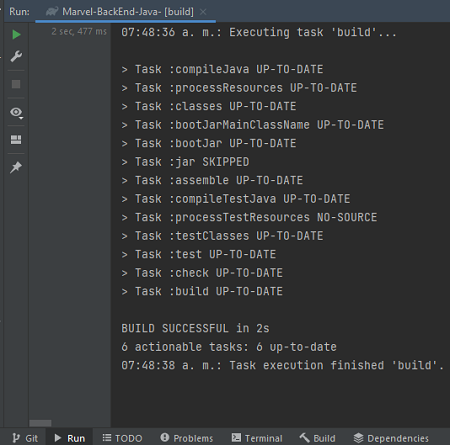 Run: Marvel-BackEnd-Java- [build] ×
2 sec, 477 ms
07:48:36 a. m.: Executing task 'build'...
> Task :compileJava UP-TO-DATE
> Task :processResources UP-TO-DATE
> Task :classes UP-TO-DATE
> Task :bootJarMainClassName UP-TO-DATE
> Task :bootJar UP-TO-DATE
> Task :jar SKIPPED
> Task :assemble UP-TO-DATE
> Task :compileTestJava UP-TO-DATE
> Task :processTestResources NO-SOURCE
> Task :testClasses UP-TO-DATE
> Task :test UP-TO-DATE
> Task :check UP-TO-DATE
> Task :build UP-TO-DATE
BUILD SUCCESSFUL in 2s
6 actionable tasks: 6 up-to-date
07:48:38 a. m.: Task execution finished 'build'.
Git Run TODO Problems Terminal Build Dependencies